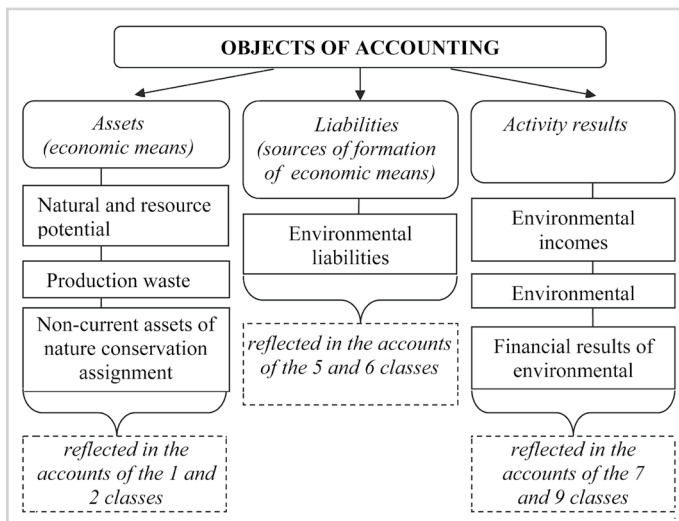 OBJECTS OF ACCOUNTING
Assets
(economic means)
Natural and resource
potential
Production waste
Non-current assets of
nature conservation
assignment
reflected in the
accounts of the 1 and
2 classes
Liabilities
(sources of formation
of economic means)
Environmental
liabilities
reflected in the accounts
of the 5 and 6 classes
Activity results
Environmental
incomes
Environmental
Financial results of
environmental
reflected in the
accounts of the 7
and 9 classes